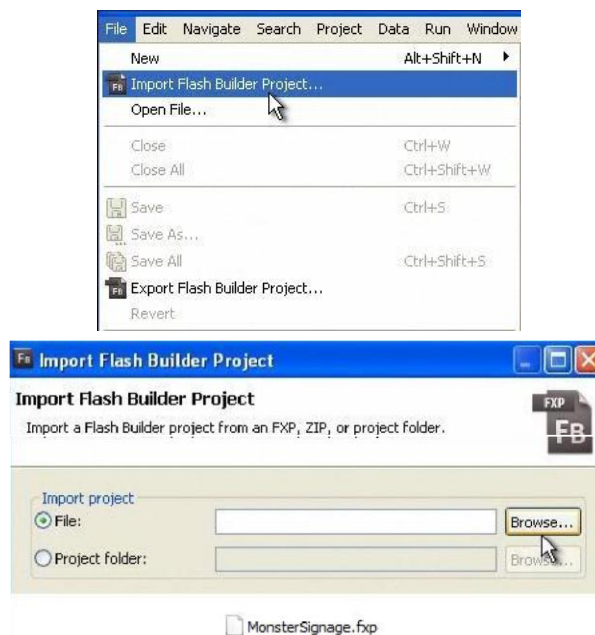 File Edit Navigate Search Project Data Run Window
New Alt+Shift+N
FB Import Flash Builder Project...
Open File...
Close Ctrl+W
Close All Ctrl+Shift+W
Save Ctrl+S
Save As...
Save All Ctrl+Shift+S
FB Export Flash Builder Project...
Revert
FB Import Flash Builder Project
Import Flash Builder Project
FXP
Import a Flash Builder project from an FXP, ZIP, or project folder.
FB
Import project
File: Browse...
Project folder: Browse...
MonsterSignage.fxp